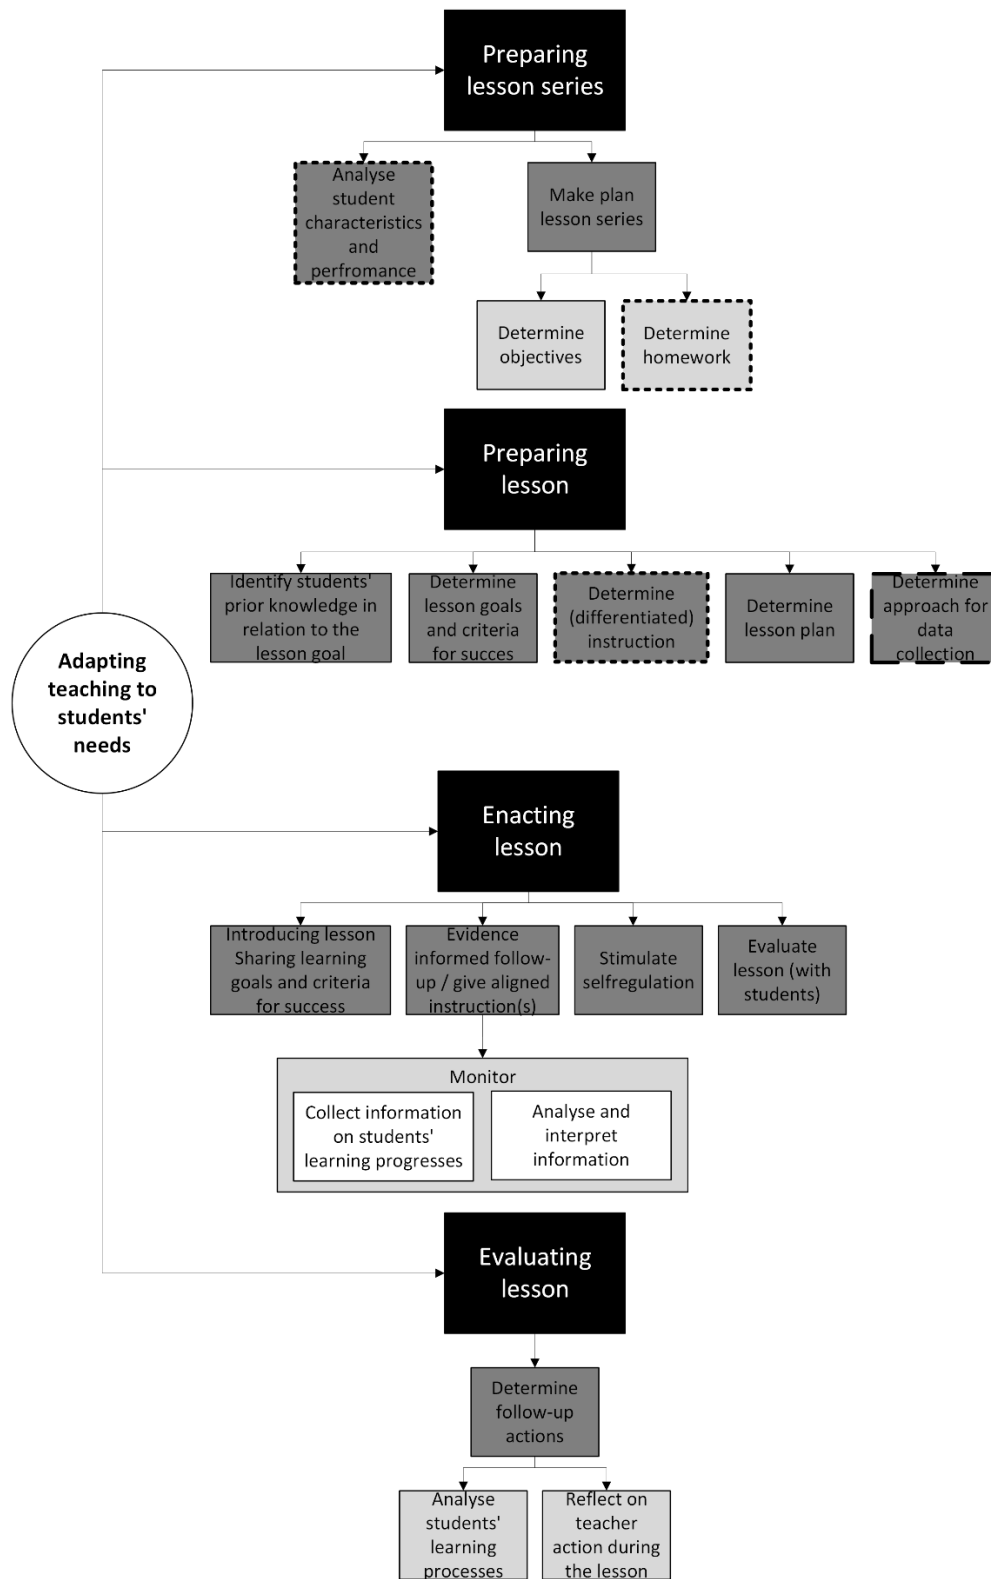 Preparing
lesson series
Analyse
student
characteristics
and
perfromance
Make plan
lesson series
Determine
objectives
Determine
homework
Preparing
lesson
Identify students'
prior knowledge in
relation to the
lesson goal
Determine
lesson goals
and criteria
for succes
Determine
(differentiated)
instruction
Determine
lesson plan
Determine
approach for
data
collection
Adapting
teaching to
students'
needs
Enacting
lesson
Introducing lesson
Sharing learning
goals and criteria
for success
Evidence
informed follow-
up / give aligned
instruction(s)
Stimulate
selfregulation
Evaluate
lesson (with
students)
Monitor
Collect information
on students'
learning progresses
Analyse and
interpret
information
Evaluating
lesson
Determine
follow-up
actions
Analyse
students'
learning
processes
Reflect on
teacher
action during
the lesson